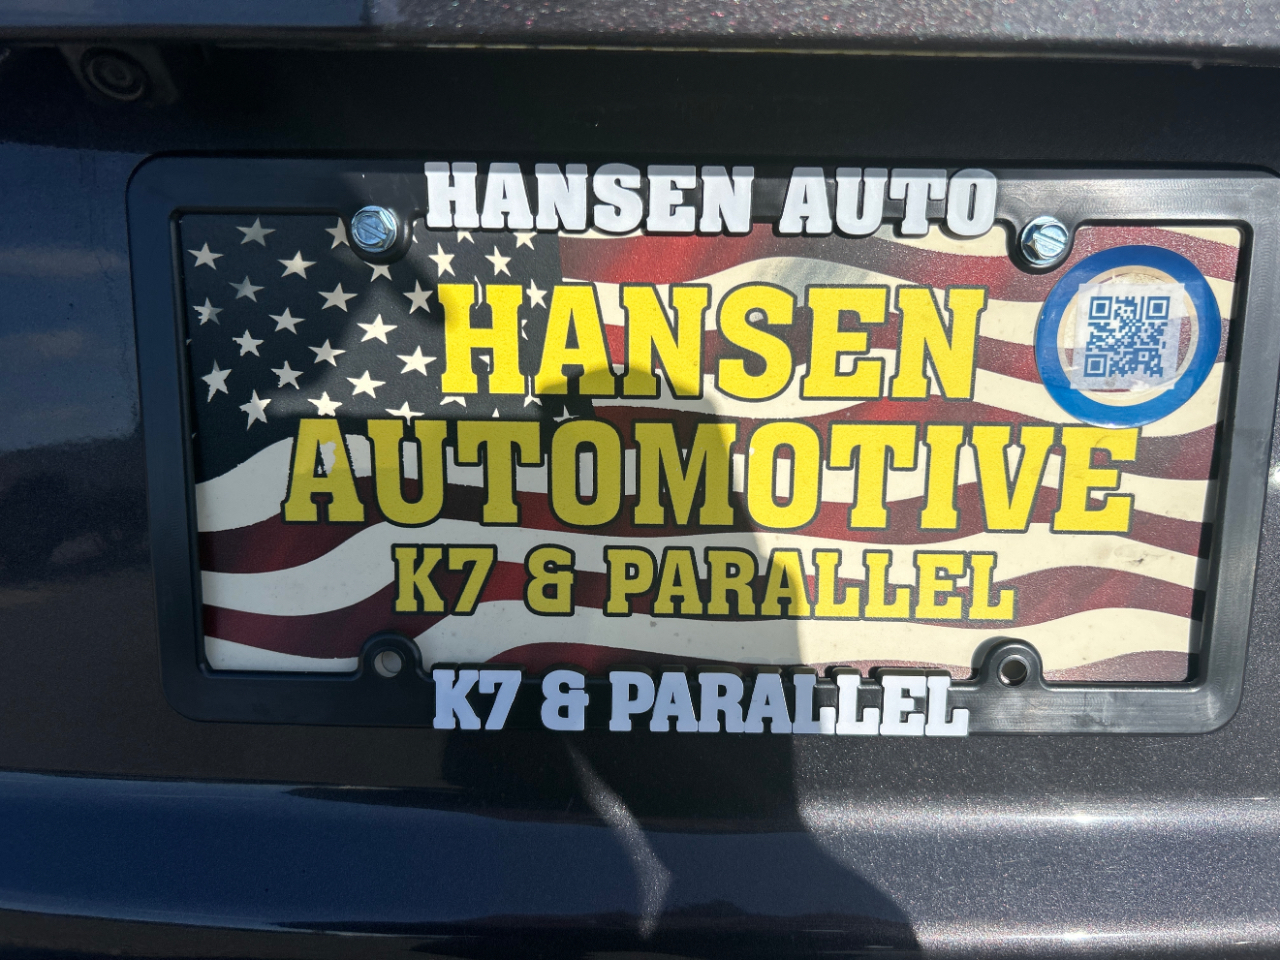 HANSEN AUTO
HANSEN
AUTOMOTIVE
K7 & PARALLEL
K7 & PARALLEL